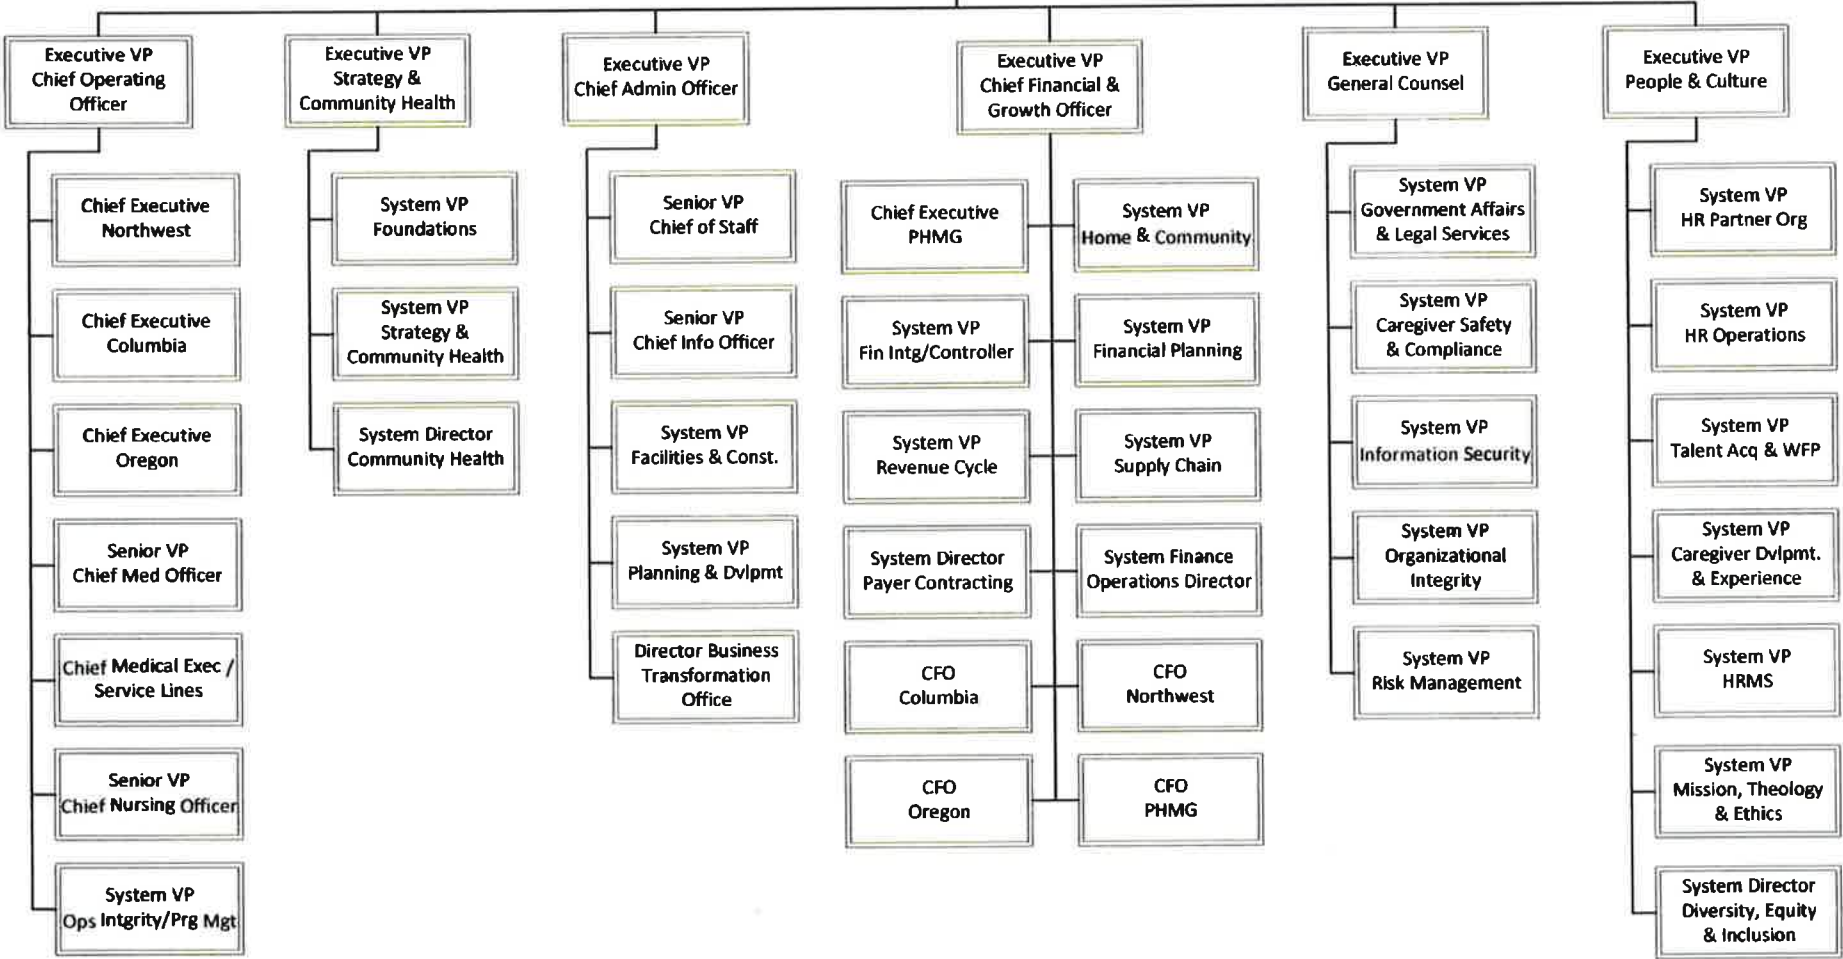 Executive VP
Chief Operating
Officer
Executive VP
Strategy &
Community Health
Executive VP
Chief Admin Officer
Executive VP
Chief Financial &
Growth Officer
Executive VP
General Counsel
Executive VP
People & Culture
Chief Executive
Northwest
Chief Executive
Columbia
Chief Executive
Oregon
Senior VP
Chief Med Officer
Chief Medical Exec /
Service Lines
Senior VP
Chief Nursing Officer
System VP
Ops Intgrity/Prg Mgt
System VP
Foundations
System VP
Strategy &
Community Health
System Director
Community Health
Senior VP
Chief of Staff
Senior VP
Chief Info Officer
System VP
Facilities & Const.
System VP
Planning & Dvlpmt
Director Business
Transformation
Office
Chief Executive
PHMG
System VP
Home & Community
System VP
Fin Intg/Controller
System VP
Financial Planning
System VP
Revenue Cycle
System VP
Supply Chain
System Director
Payer Contracting
System Finance
Operations Director
CFO
Columbia
CFO
Northwest
CFO
Oregon
CFO
PHMG
System VP
Government Affairs
& Legal Services
System VP
Caregiver Safety
& Compliance
System VP
Information Security
System VP
Organizational
Integrity
System VP
Risk Management
System VP
HR Partner Org
System VP
HR Operations
System VP
Talent Acq & WFP
System VP
Caregiver Dvlpmt.
& Experience
System VP
HRMS
System VP
Mission, Theology
& Ethics
System Director
Diversity, Equity
& Inclusion